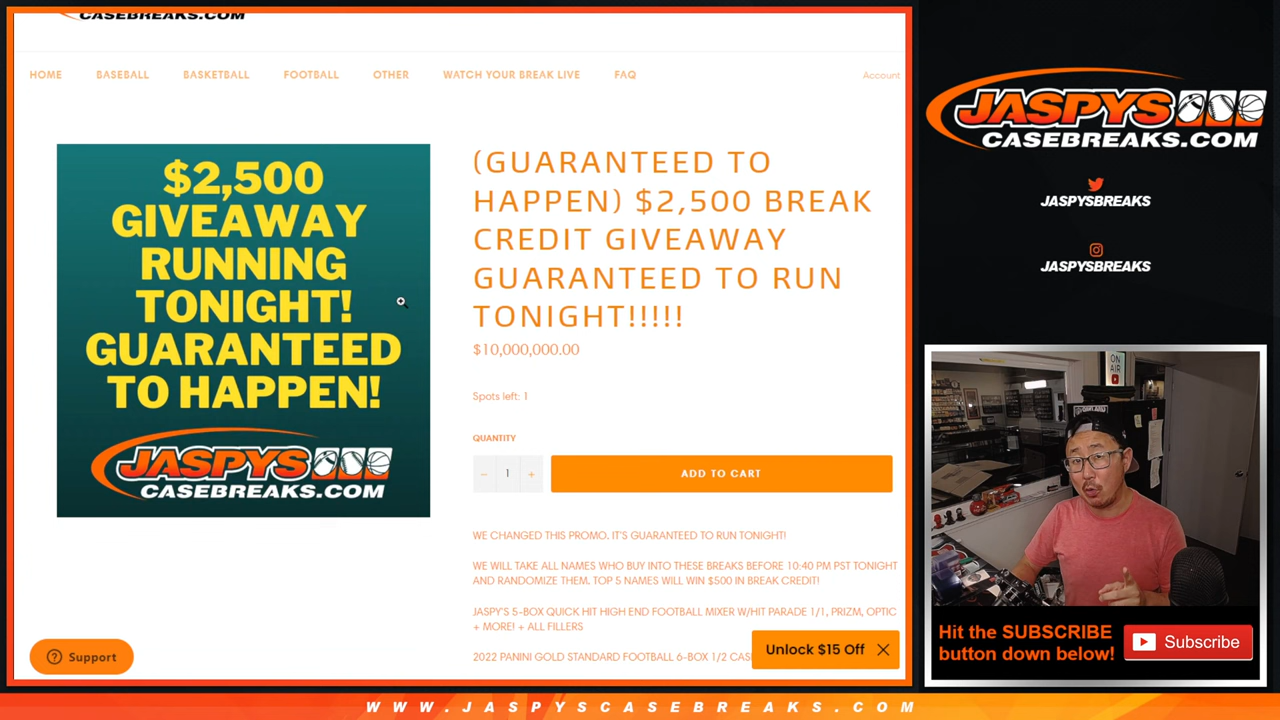 CASEBREAKS.COM
HOME BASEBALL BASKETBALL FOOTBALL OTHER WATCH YOUR BREAK LIVE FAQ Account
$2,500
GIVEAWAY
RUNNING
TONIGHT!
GUARANTEED
TO HAPPEN!
JASPYS
CASEBREAKS.COM
(GUARANTEED TO
HAPPEN) $2,500 BREAK
CREDIT GIVEAWAY
GUARANTEED TO RUN
TONIGHT!!!!!
$10,000,000.00
Spots left: 1
QUANTITY
− 1 +
ADD TO CART
WE CHANGED THIS PROMO. IT'S GUARANTEED TO RUN TONIGHT!
WE WILL TAKE ALL NAMES WHO BUY INTO THESE BREAKS BEFORE 10:40 PM PST TONIGHT
AND RANDOMIZE THEM. TOP 5 NAMES WILL WIN $500 IN BREAK CREDIT!
JASPY'S 5-BOX QUICK HIT HIGH END FOOTBALL MIXER W/HIT PARADE 1/1, PRIZM, OPTIC
+ MORE! + ALL FILLERS
2022 PANINI GOLD STANDARD FOOTBALL 6-BOX 1/2
Support
Unlock $15 Off
JASPYS
CASEBREAKS.COM
JASPYSBREAKS
JASPYSBREAKS
ON
AIR
Hit the SUBSCRIBE
button down below!
Subscribe
WWW.JASPYSCASEBREAKS.COM